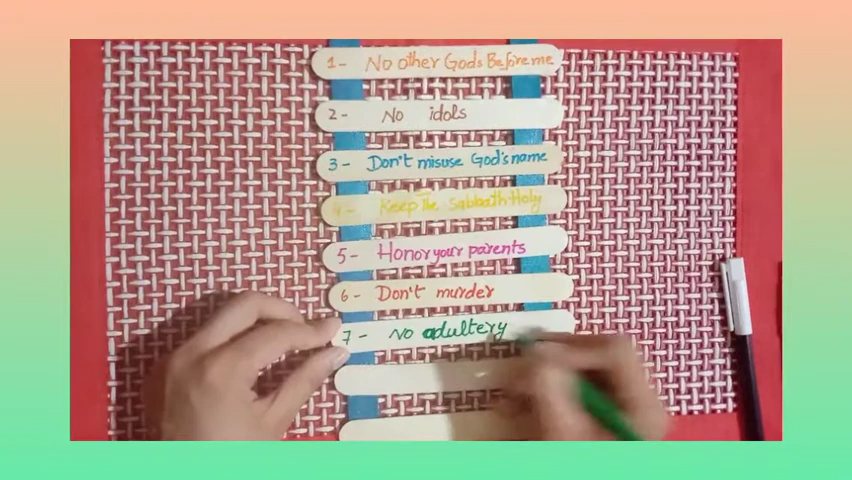 1- No other Gods Before me
2- No idols
3- Don't misuse God's name
4- Keep The Sabbath Holy
5- Honor your parents
6- Don't murder
7- No adultery